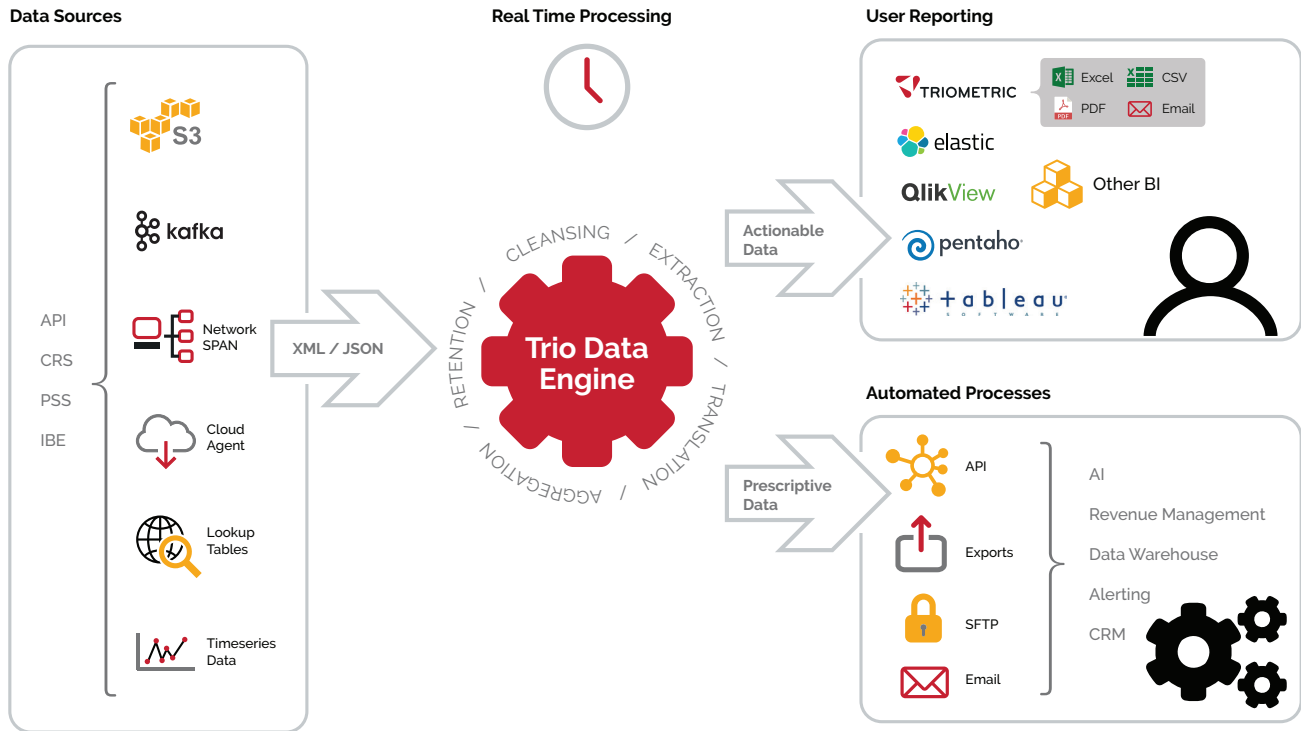 Data Sources
API
CRS
PSS
IBE
S3
kafka
Network
SPAN
Cloud
Agent
Lookup
Tables
Timeseries
Data
XML / JSON
Real Time Processing
CLEANSING / EXTRACTION / TRANSLATION / AGGREGATION / RETENTION /
Trio Data
Engine
Actionable
Data
Prescriptive
Data
User Reporting
TRIOMETRIC
Excel
CSV
PDF
PDF
Email
elastic
QlikView
Other BI
pentaho
tableau
SOFTWARE
Automated Processes
API
Exports
SFTP
Email
AI
Revenue Management
Data Warehouse
Alerting
CRM